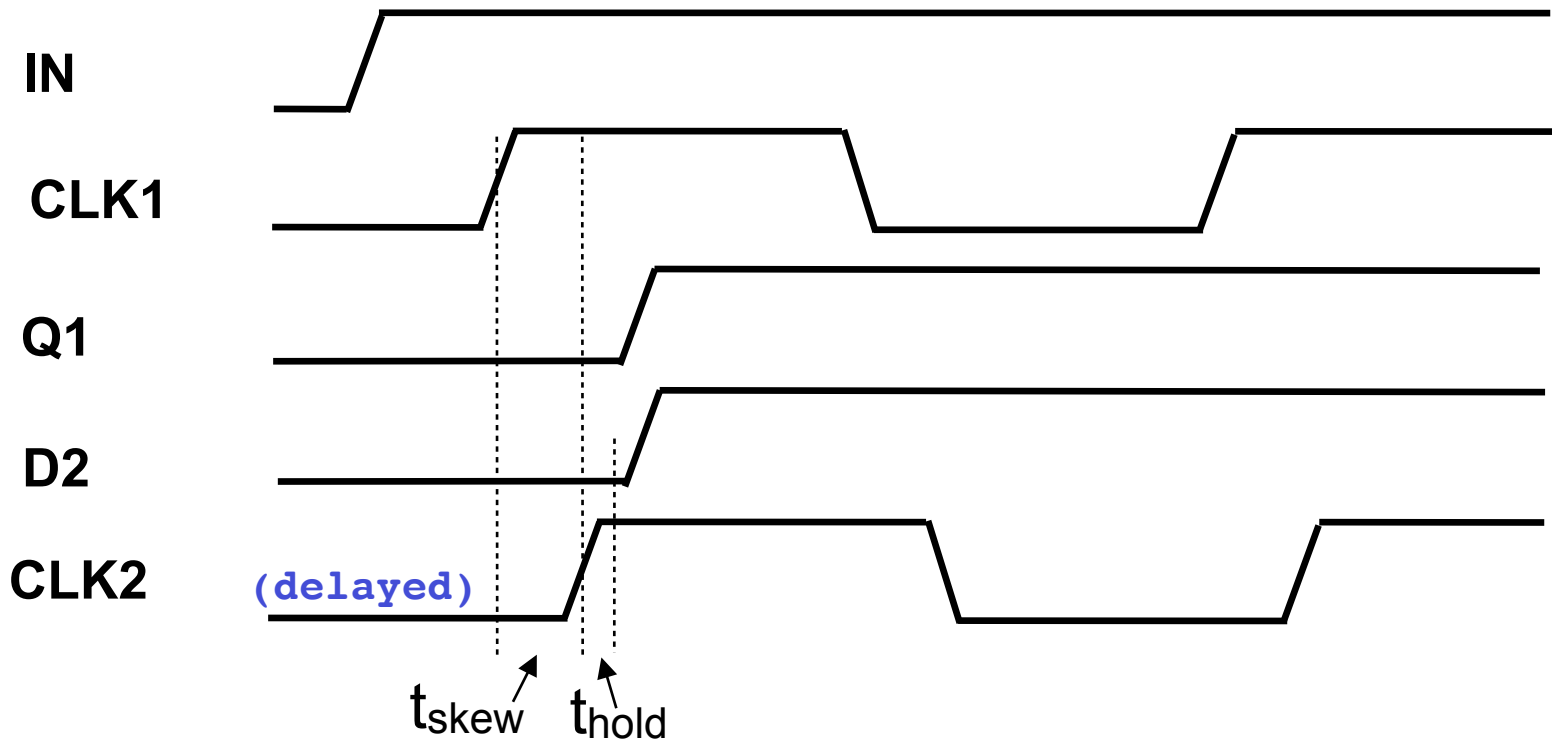 IN
CLK1
Q1
D2
CLK2 (delayed)
tskew thold